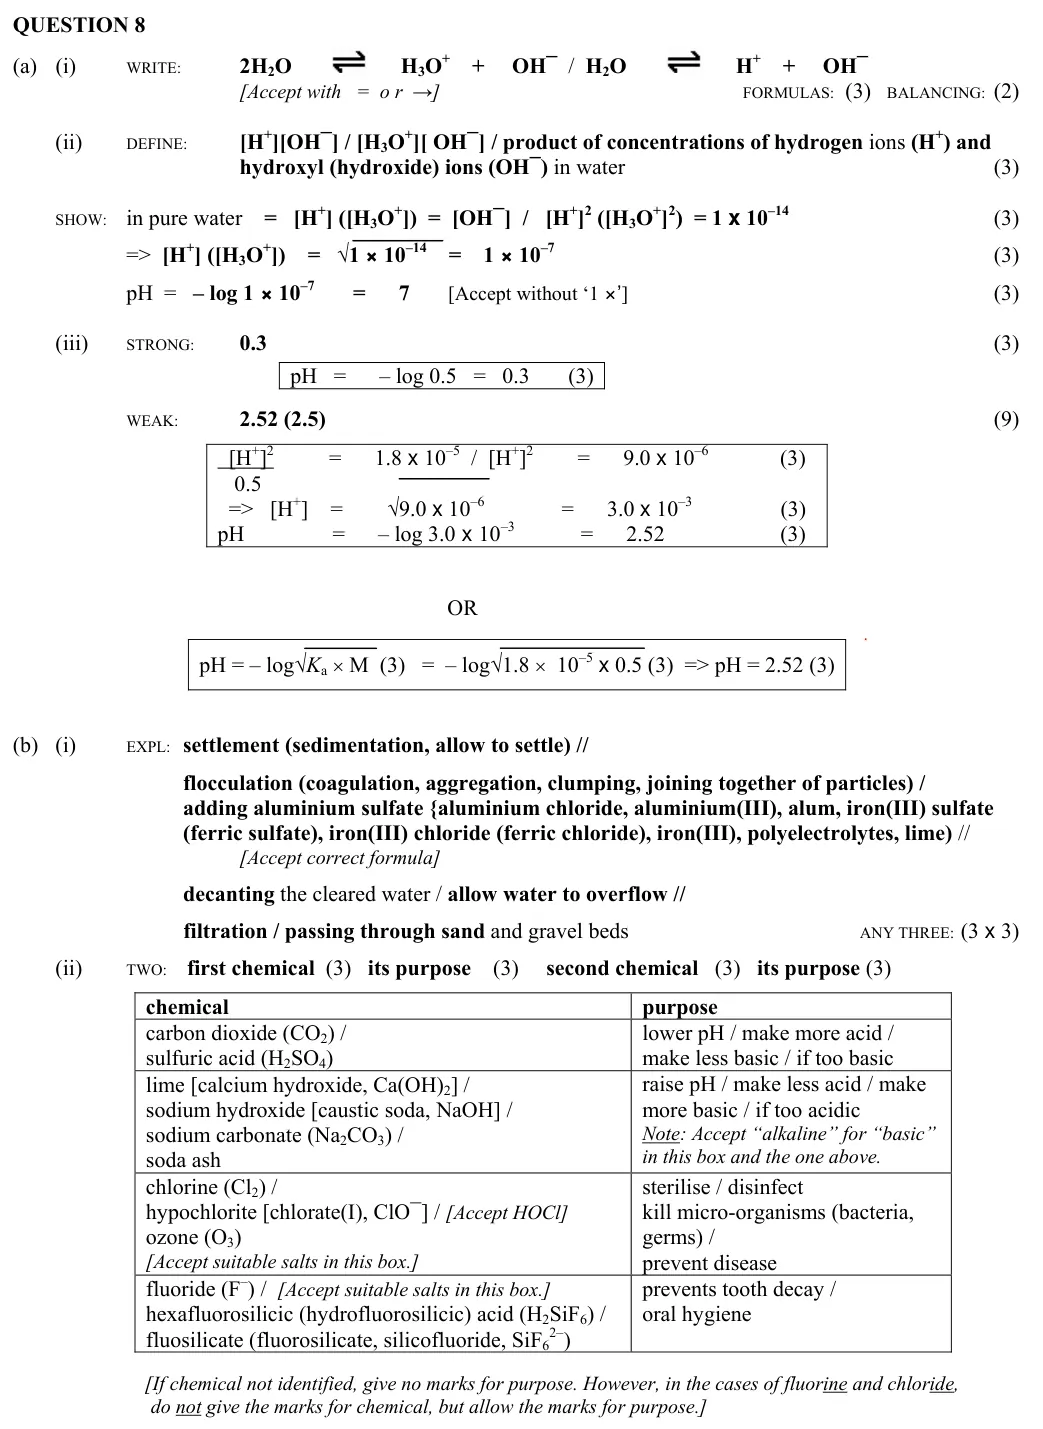 QUESTION 8
(a) (i) WRITE: 2H₂O ⇌ H₃O⁺ + OH¯ / H₂O ⇌ H⁺ + OH¯
[Accept with = o r →] FORMULAS: (3) BALANCING: (2)
(ii) DEFINE: [H⁺][OH¯] / [H₃O⁺][ OH¯] / product of concentrations of hydrogen ions (H⁺) and
hydroxyl (hydroxide) ions (OH¯) in water (3)
SHOW: in pure water = [H⁺] ([H₃O⁺]) = [OH¯] / [H⁺]² ([H₃O⁺]²) = 1 x 10⁻¹⁴ (3)
=> [H⁺] ([H₃O⁺]) = √1 × 10⁻¹⁴ = 1 × 10⁻⁷ (3)
pH = – log 1 × 10⁻⁷ = 7 [Accept without ‘1 ×’] (3)
(iii) STRONG: 0.3 (3)
pH = – log 0.5 = 0.3 (3)
WEAK: 2.52 (2.5) (9)
[H⁺]² = 1.8 x 10⁻⁵ / [H⁺]² = 9.0 x 10⁻⁶ (3)
0.5
=> [H⁺] = √9.0 x 10⁻⁶ = 3.0 x 10⁻³ (3)
pH = – log 3.0 x 10⁻³ = 2.52 (3)
OR
pH = – log√Kₐ × M (3) = – log√1.8 × 10⁻⁵ x 0.5 (3) => pH = 2.52 (3)
(b) (i) EXPL: settlement (sedimentation, allow to settle) //
flocculation (coagulation, aggregation, clumping, joining together of particles) /
adding aluminium sulfate {aluminium chloride, aluminium(III), alum, iron(III) sulfate
(ferric sulfate), iron(III) chloride (ferric chloride), iron(III), polyelectrolytes, lime) //
[Accept correct formula]
decanting the cleared water / allow water to overflow //
filtration / passing through sand and gravel beds ANY THREE: (3 x 3)
(ii) TWO: first chemical (3) its purpose (3) second chemical (3) its purpose (3)
chemical purpose
carbon dioxide (CO₂) / lower pH / make more acid /
sulfuric acid (H₂SO₄) make less basic / if too basic
lime [calcium hydroxide, Ca(OH)₂] / raise pH / make less acid / make
sodium hydroxide [caustic soda, NaOH] / more basic / if too acidic
sodium carbonate (Na₂CO₃) / Note: Accept “alkaline” for “basic”
soda ash in this box and the one above.
chlorine (Cl₂) / sterilise / disinfect
hypochlorite [chlorate(I), ClO¯] / [Accept HOCl] kill micro-organisms (bacteria,
ozone (O₃) germs) /
[Accept suitable salts in this box.] prevent disease
fluoride (F⁻) / [Accept suitable salts in this box.] prevents tooth decay /
hexafluorosilicic (hydrofluorosilicic) acid (H₂SiF₆) / oral hygiene
fluosilicate (fluorosilicate, silicofluoride, SiF₆²⁻)
[If chemical not identified, give no marks for purpose. However, in the cases of fluorine and chloride,
do not give the marks for chemical, but allow the marks for purpose.]